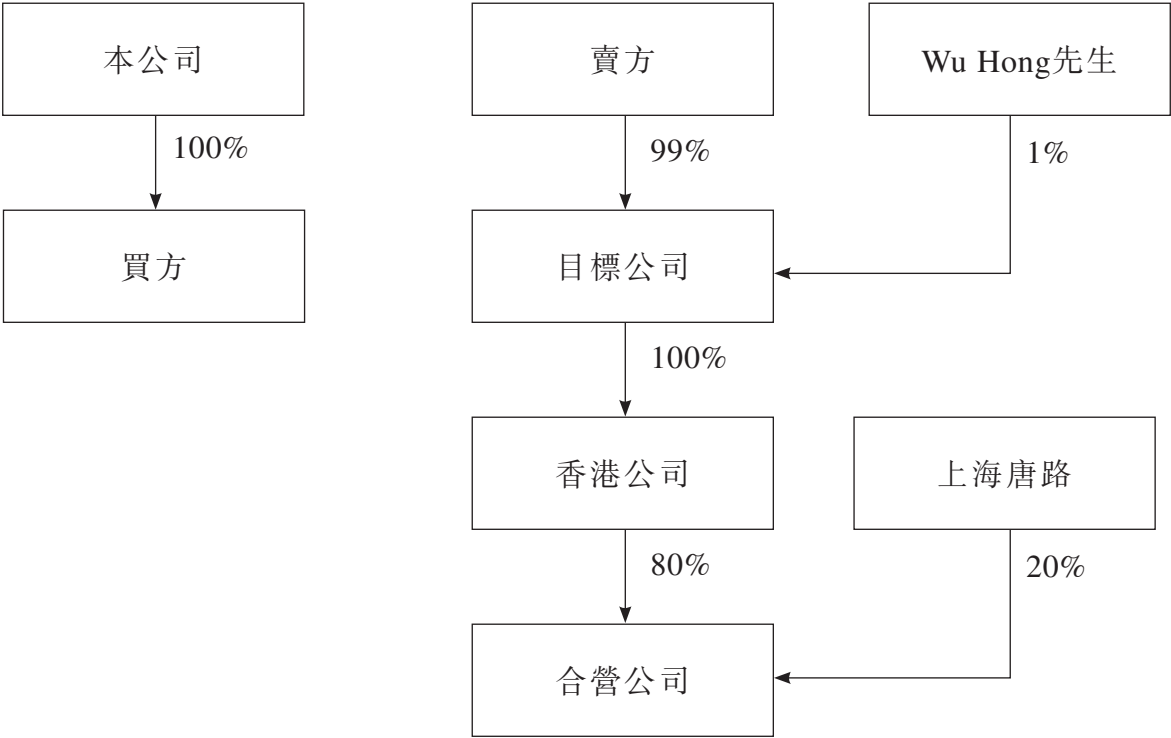 本公司
賣方
Wu Hong先生
100%
99%
1%
買方
目標公司
100%
香港公司
上海唐路
80%
20%
合營公司